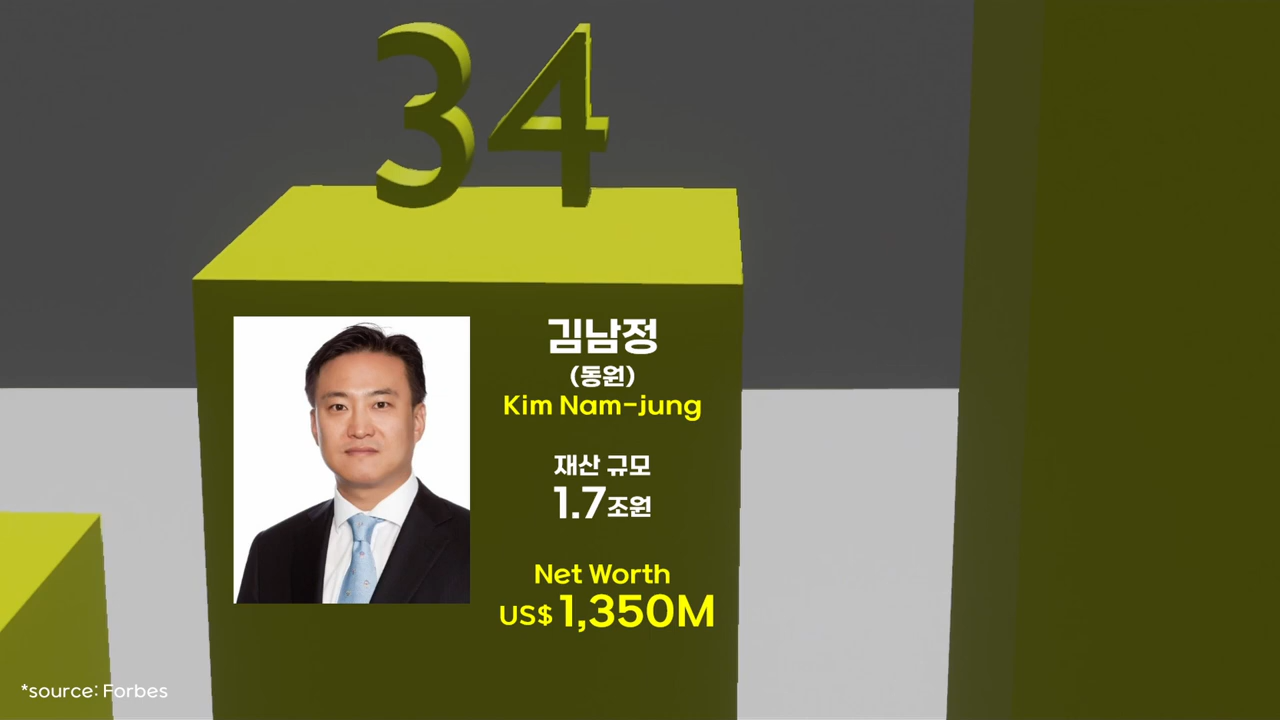 34
김남정
(동원)
Kim Nam-jung
재산 규모
1.7조원
Net Worth
US$ 1,350M
*source: Forbes